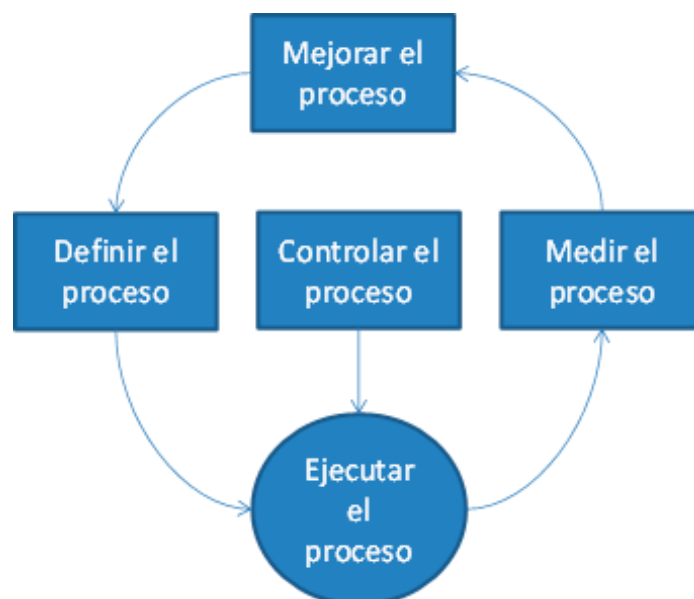 Mejorar el
proceso
Definir el
proceso
Controlar el
proceso
Medir el
proceso
Ejecutar
el
proceso